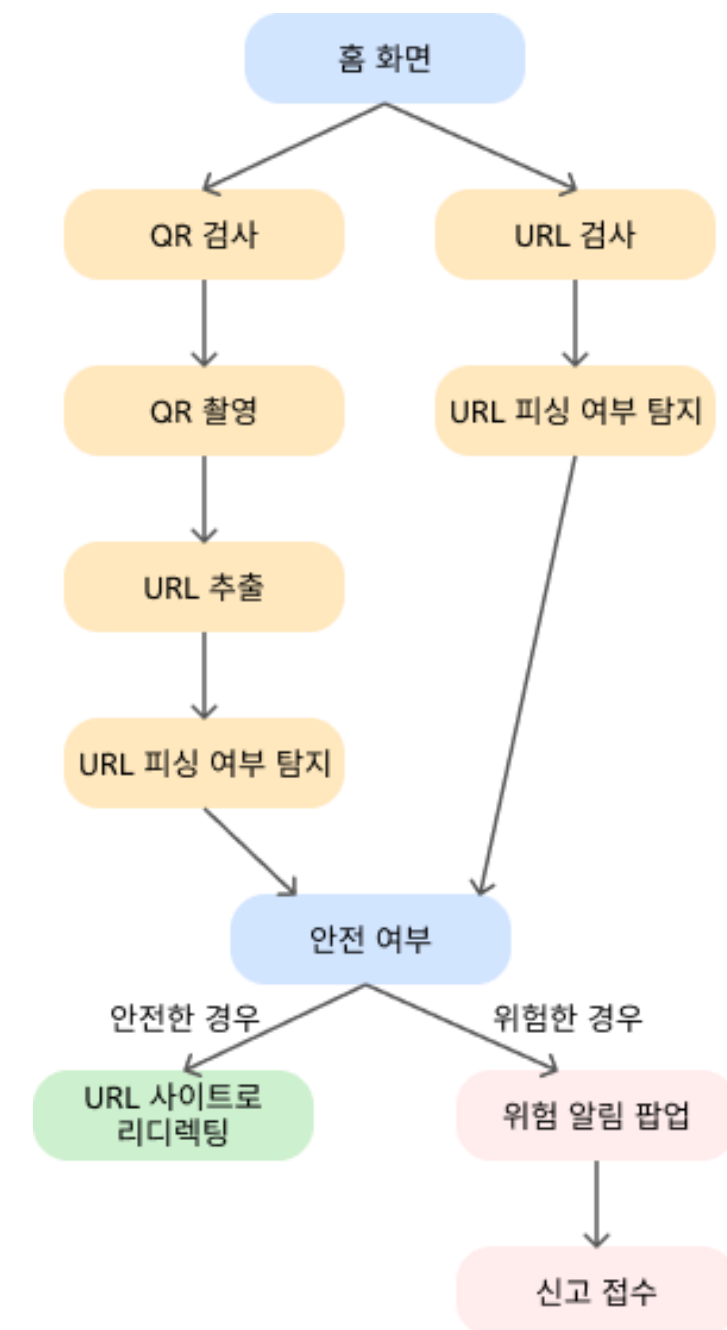 홈 화면
QR 검사
URL 검사
QR 촬영
URL 피싱 여부 탐지
URL 추출
URL 피싱 여부 탐지
안전 여부
안전한 경우
위험한 경우
URL 사이트로
리디렉팅
위험 알림 팝업
신고 접수